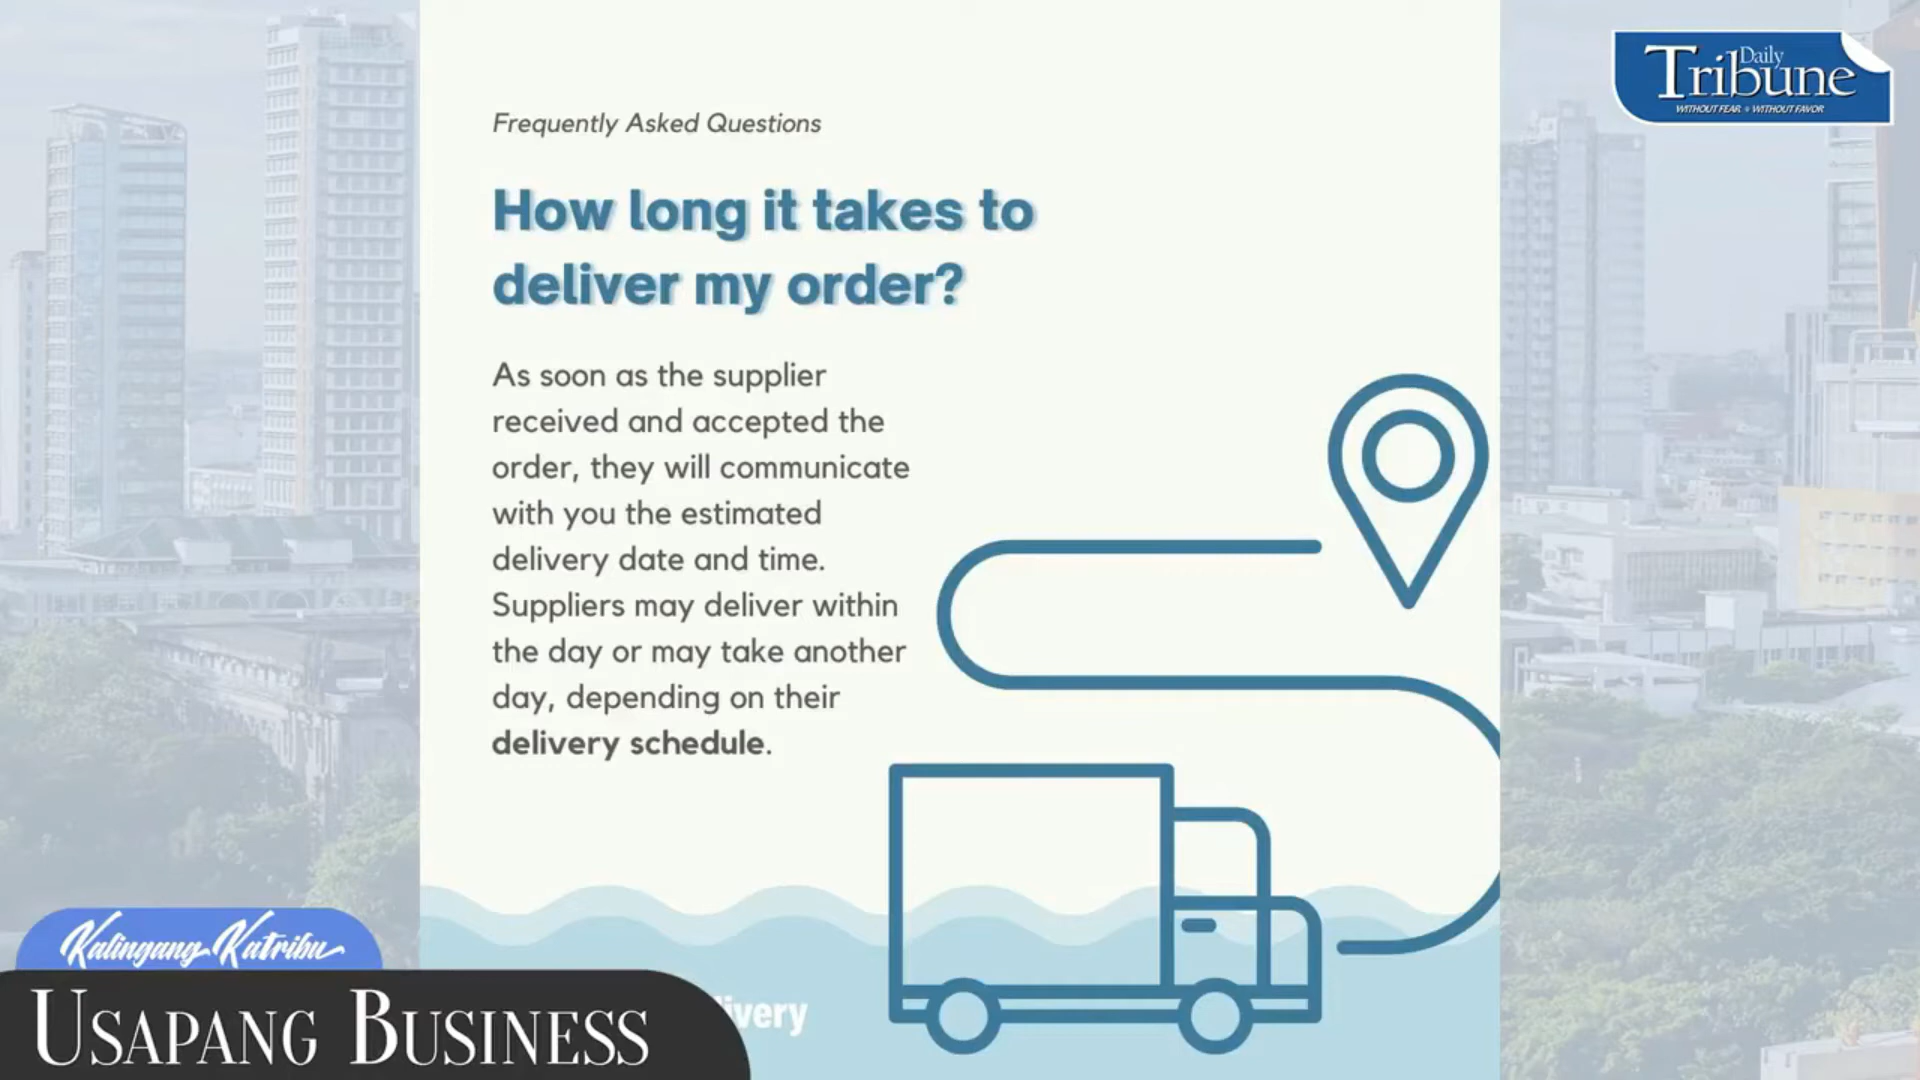 Daily
Tribune
WITHOUT FEAR WITHOUT FAVOR
Frequently Asked Questions
How long it takes to
deliver my order?
As soon as the supplier
received and accepted the
order, they will communicate
with you the estimated
delivery date and time.
Suppliers may deliver within
the day or may take another
day, depending on their
delivery schedule.
Kalingang Katribu
USAPANG BUSINESS